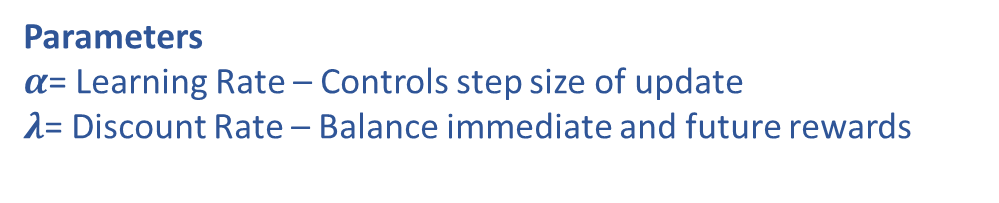 Parameters
α= Learning Rate – Controls step size of update
λ= Discount Rate – Balance immediate and future rewards